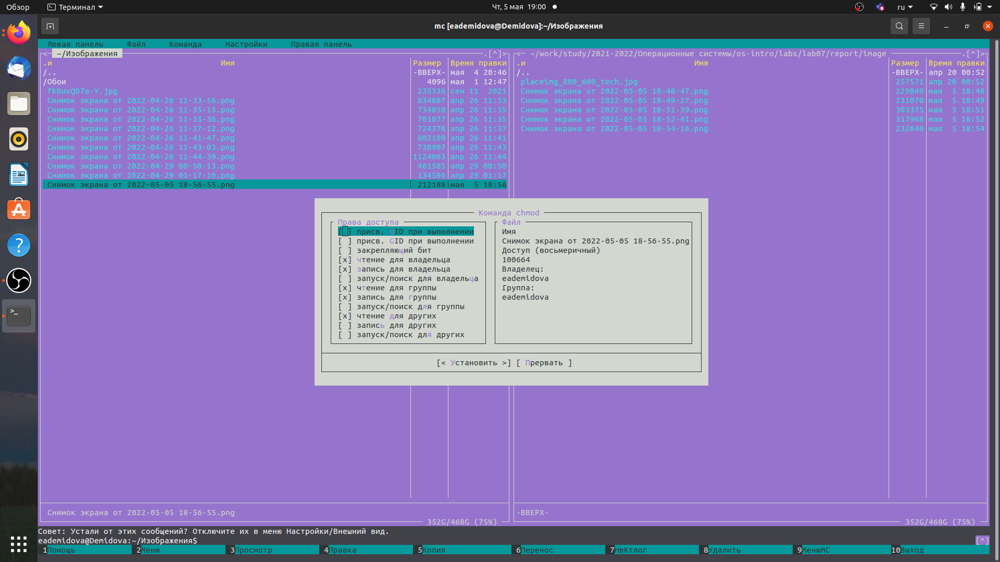 Обзор Терминал Чт, 5 мая 19:00 ru
mc [eademidova@Demidova]:~/Изображения
Левая панель Файл Команда Настройки Правая панель
<─ ~/Изображения .[^]> <─ ~/work/study/2021-2022/Операционные системы/os-intro/labs/lab07/report/image .[^]>
.и Имя Размер Время правки .и Имя Размер Время правки
/.. -ВВЕРХ- мая 4 20:46 /.. -ВВЕРХ- апр 20 00:52
/Обои 4096 мая 1 12:47 placeimg_800_600_tech.jpg 257571 апр 20 00:52
fkBuvQD7a-Y.jpg 235336 сен 11 2021 Снимок экрана от 2022-05-05 18-48-47.png 229049 мая 5 18:48
Снимок экрана от 2022-04-26 11-33-56.png 834887 апр 26 11:33 Снимок экрана от 2022-05-05 18-49-27.png 231070 мая 5 18:49
Снимок экрана от 2022-04-26 11-35-15.png 734050 апр 26 11:35 Снимок экрана от 2022-05-05 18-51-39.png 303375 мая 5 18:51
Снимок экрана от 2022-04-26 11-35-36.png 701077 апр 26 11:35 Снимок экрана от 2022-05-05 18-52-41.png 317968 мая 5 18:52
Снимок экрана от 2022-04-26 11-37-12.png 724378 апр 26 11:37 Снимок экрана от 2022-05-05 18-54-16.png 232640 мая 5 18:54
Снимок экрана от 2022-04-26 11-41-47.png 802109 апр 26 11:41
Снимок экрана от 2022-04-26 11-43-03.png 738907 апр 26 11:43
Снимок экрана от 2022-04-26 11-44-39.png 1124063 апр 26 11:44
Снимок экрана от 2022-04-29 00-50-13.png 461585 апр 29 00:50
Снимок экрана от 2022-04-29 01-17-10.png 134596 апр 29 01:17
Снимок экрана от 2022-05-05 18-56-55.png 212188 мая 5 18:56
Команда chmod
Права доступа Файл
[ ] присв. UID при выполнении Имя
[ ] присв. GID при выполнении Снимок экрана от 2022-05-05 18-56-55.png
[ ] закрепляющий бит Доступ (восьмеричный)
[x] чтение для владельца 100664
[x] запись для владельца Владелец:
[ ] запуск/поиск для владельца eademidova
[x] чтение для группы Группа:
[x] запись для группы eademidova
[ ] запуск/поиск для группы
[x] чтение для других
[ ] запись для других
[ ] запуск/поиск для других
[< Установить >] [ Прервать ]
Снимок экрана от 2022-05-05 18-56-55.png -ВВЕРХ-
352G/468G (75%) 352G/468G (75%)
Совет: Устали от этих сообщений? Отключите их в меню Настройки/Внешний вид.
eademidova@Demidova:~/Изображения$ [^]
1Помощь 2Меню 3Просмотр 4Правка 5Копия 6Перенос 7НвКтлог 8Удалить 9МенюMC 10Выход